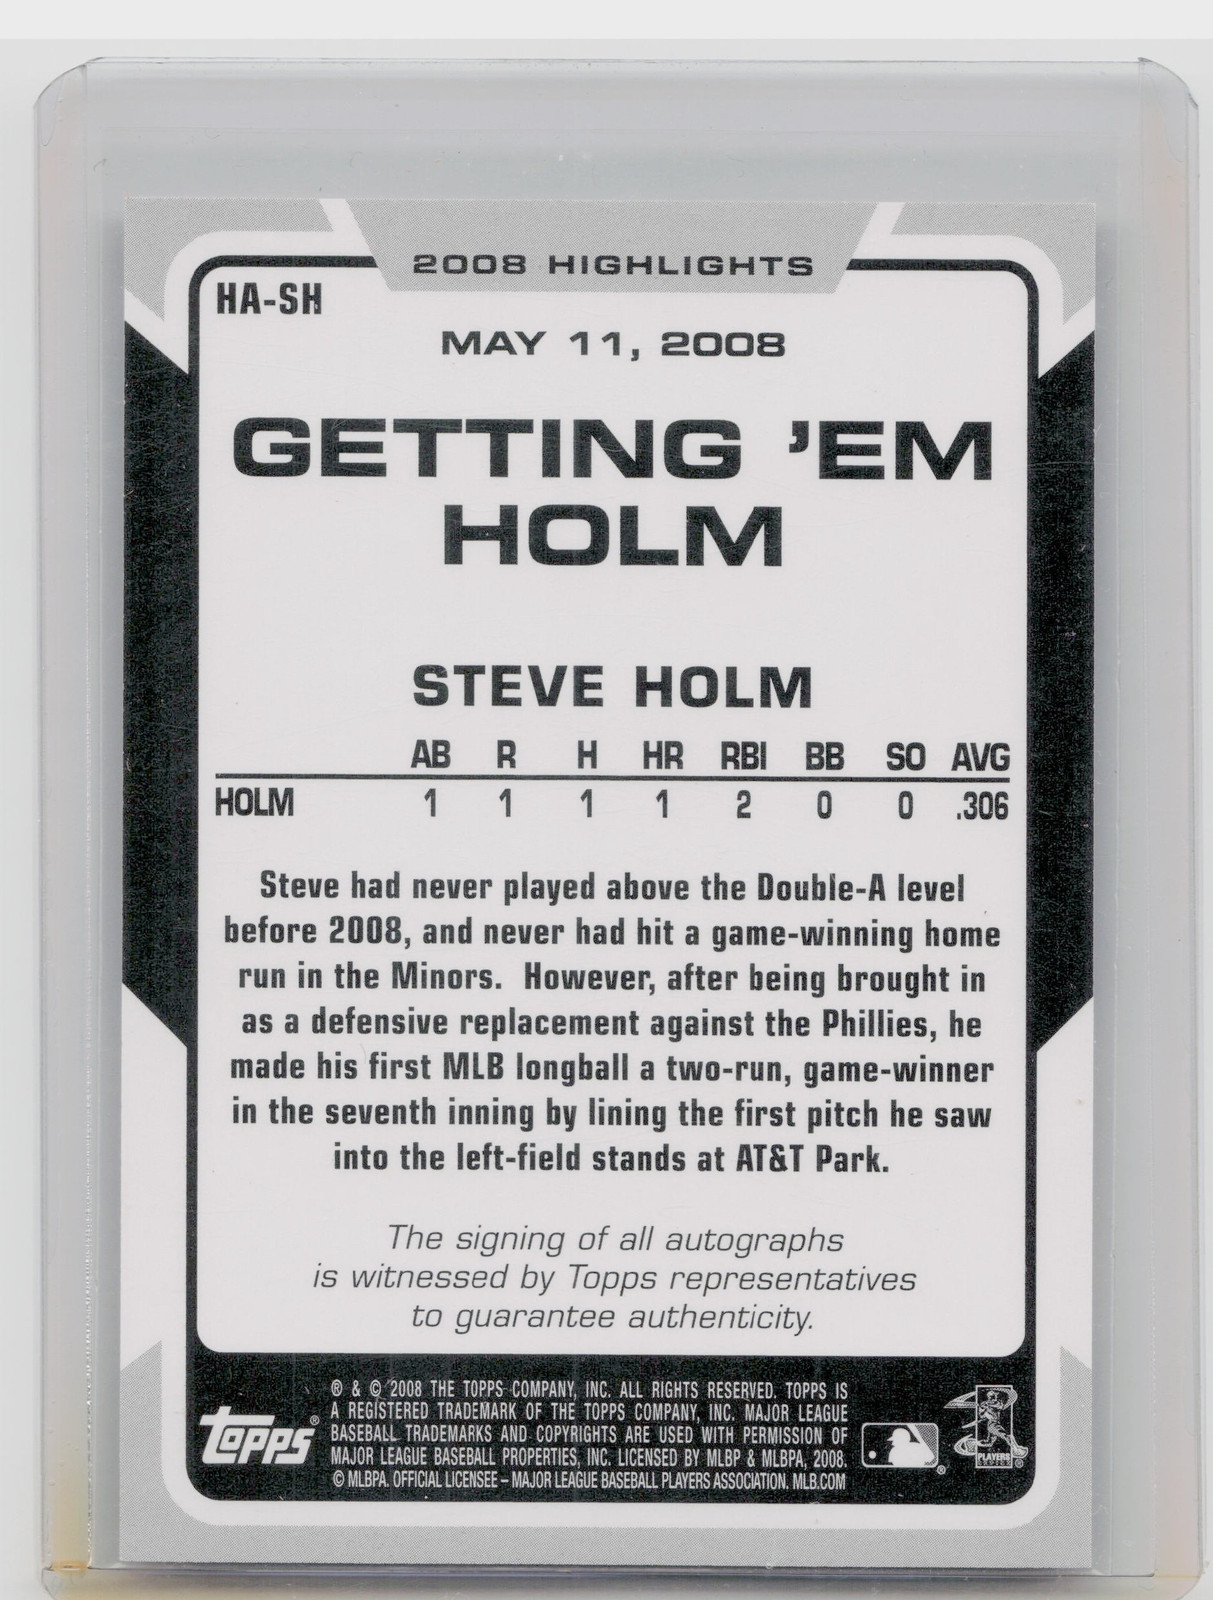 2008 HIGHLIGHTS
HA-SH
MAY 11, 2008
GETTING 'EM
HOLM
STEVE HOLM
AB R H HR RBI BB SO AVG
HOLM 1 1 1 1 2 0 0 .306
Steve had never played above the Double-A level
before 2008, and never had hit a game-winning home
run in the Minors. However, after being brought in
as a defensive replacement against the Phillies, he
made his first MLB longball a two-run, game-winner
in the seventh inning by lining the first pitch he saw
into the left-field stands at AT&T Park.
The signing of all autographs
is witnessed by Topps representatives
to guarantee authenticity.
® & © 2008 THE TOPPS COMPANY, INC. ALL RIGHTS RESERVED. TOPPS IS
A REGISTERED TRADEMARK OF THE TOPPS COMPANY, INC. MAJOR LEAGUE
BASEBALL TRADEMARKS AND COPYRIGHTS ARE USED WITH PERMISSION OF
MAJOR LEAGUE BASEBALL PROPERTIES, INC. LICENSED BY MLBP & MLBPA, 2008.
© MLBPA. OFFICIAL LICENSEE – MAJOR LEAGUE BASEBALL PLAYERS ASSOCIATION. MLB.COM
Topps®
®
PLAYERS
®